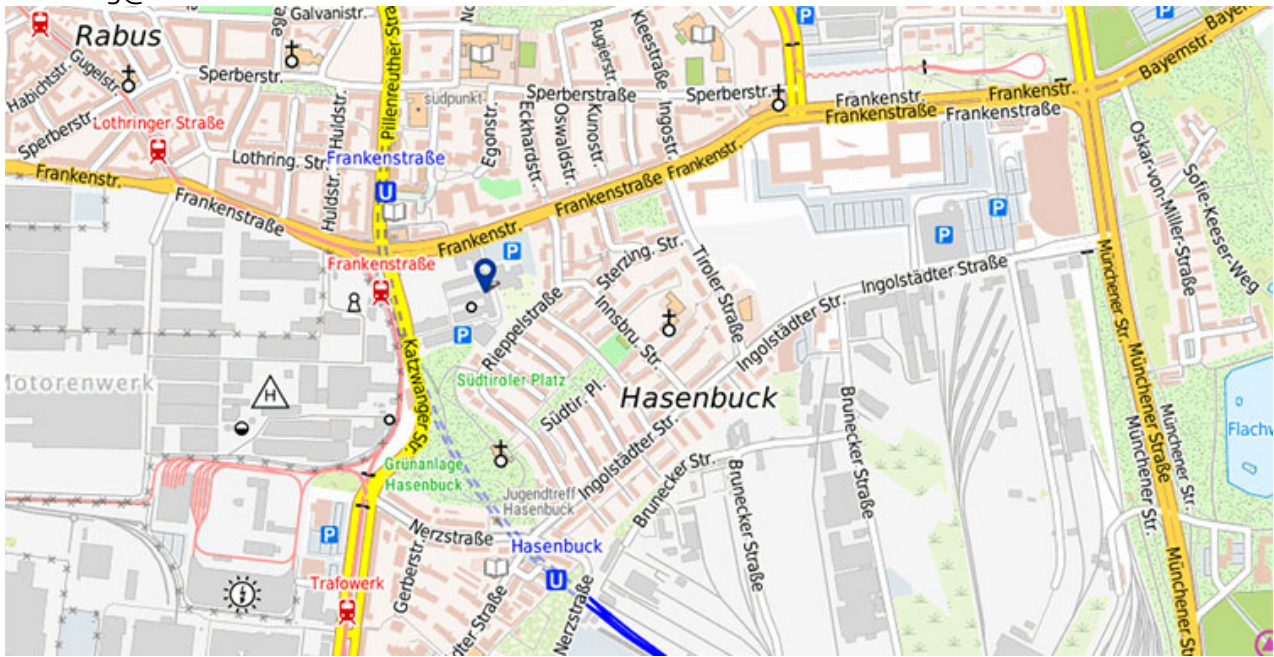 Rabus
Galvanistr.
Habichtstr.
Gugelstr.
Sperberstr.
Sperberstr.
Lothringer Straße
Lothring. Str.
Huldstr.
Huldstr.
Pillenreuther Str.
südpunkt
Sperberstraße
Sperberstr.
Rugierstr.
Kleestraße
Ingostr.
Eckhardstr.
Oswaldstr.
Kunostr.
Egonstr.
Frankenstr.
Frankenstraße
Frankenstraße
U
Frankenstr.
Frankenstraße
Frankenstr.
Frankenstr.
Frankenstraße
Frankenstr.
Frankenstraße
Bayernstr.
P
P
P
P
P
P
P
Frankenstraße
Sterzing. Str.
Tiroler Straße
Innsbru. Str.
Rieppelstraße
Südtiroler Platz
Südtir. Pl.
Hasenbuck
Ingolstädter Str.
Ingolstädter Straße
Ingolstädter Str.
Katzwanger Str.
Motorenwerk
H
Grünanlage
Hasenbuck
Jugendtreff
Hasenbuck
Nerzstraße
Hasenbuck
U
Gerberstr.
Nerzstraße
Trafowerk
Brunecker Str.
Brunecker Straße
Brunecker Straße
Münchener Str.
Münchener Straße
Münchener Str.
Münchener Str.
Münchener Str.
Münchener Str.
Oskar-von-Miller-Straße
Sofie-Keeser-Weg